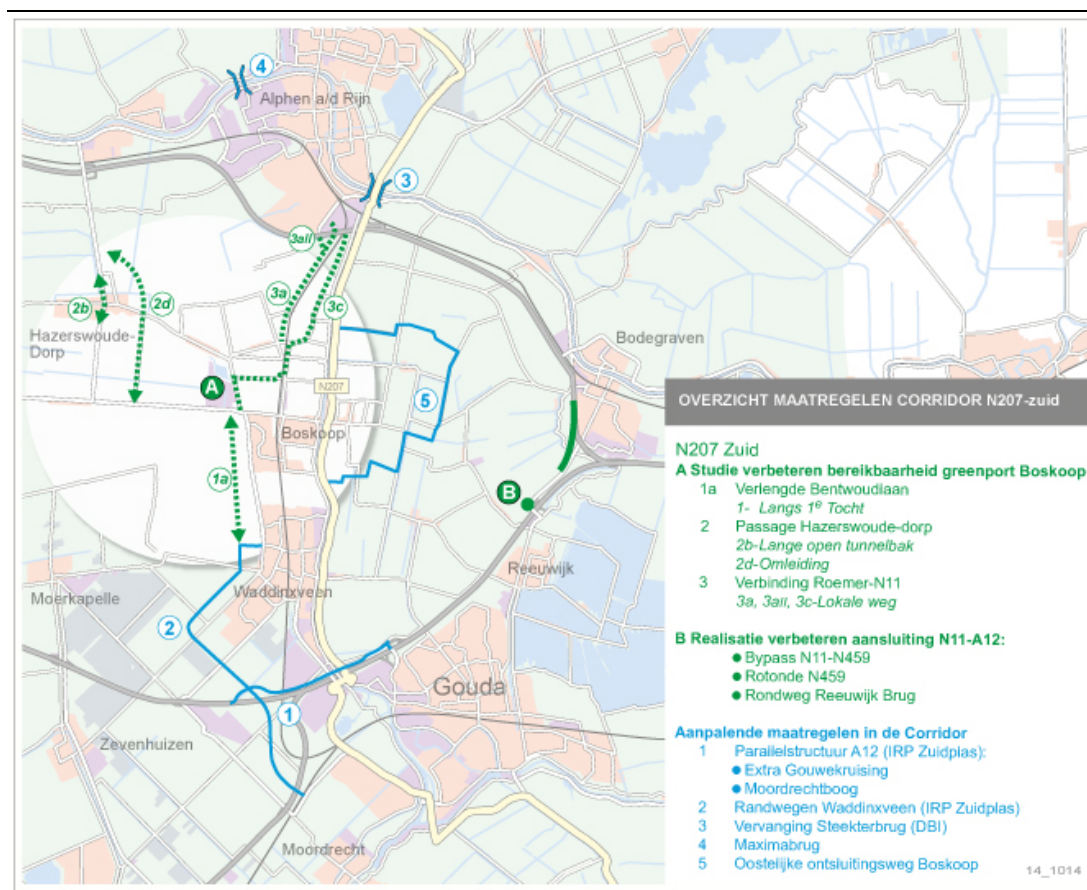 4
Alphen a/d Rijn
3
3aII
3a
3c
2b
2d
Hazerswoude-
Dorp
Bodegraven
A
N207
5
Boskoop
1a
B
Reeuwijk
Moerkapelle
Waddinxveen
2
Gouda
1
Zevenhuizen
Moordrecht
OVERZICHT MAATREGELEN CORRIDOR N207-zuid
N207 Zuid
A Studie verbeteren bereikbaarheid greenport Boskoop
1a Verlengde Bentwoudlaan
1- Langs 1e Tocht
2 Passage Hazerswoude-dorp
2b-Lange open tunnelbak
2d-Omleiding
3 Verbinding Roemer-N11
3a, 3aII, 3c-Lokale weg
B Realisatie verbeteren aansluiting N11-A12:
● Bypass N11-N459
● Rotonde N459
● Rondweg Reeuwijk Brug
Aanpalende maatregelen in de Corridor
1 Parallelstructuur A12 (IRP Zuidplas):
● Extra Gouwekruising
● Moordrechtboog
2 Randwegen Waddinxveen (IRP Zuidplas)
3 Vervanging Steekterbrug (DBI)
4 Maximabrug
5 Oostelijke ontsluitingsweg Boskoop
14_1014